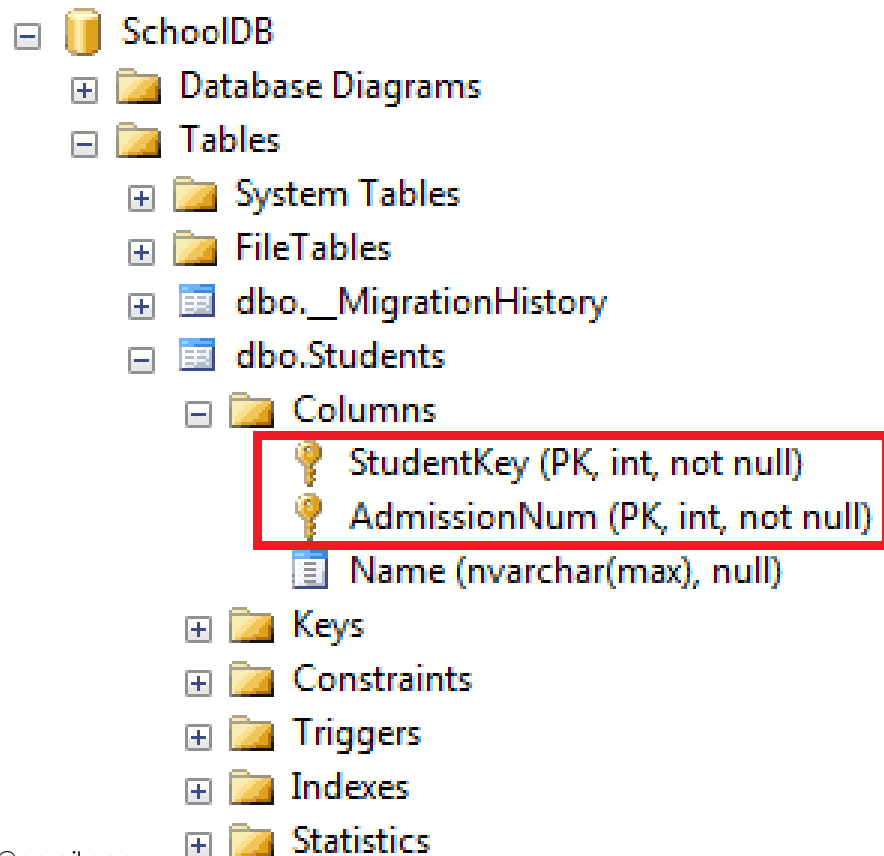 SchoolDB
Database Diagrams
Tables
System Tables
FileTables
dbo.__MigrationHistory
dbo.Students
Columns
StudentKey (PK, int, not null)
AdmissionNum (PK, int, not null)
Name (nvarchar(max), null)
Keys
Constraints
Triggers
Indexes
Statistics